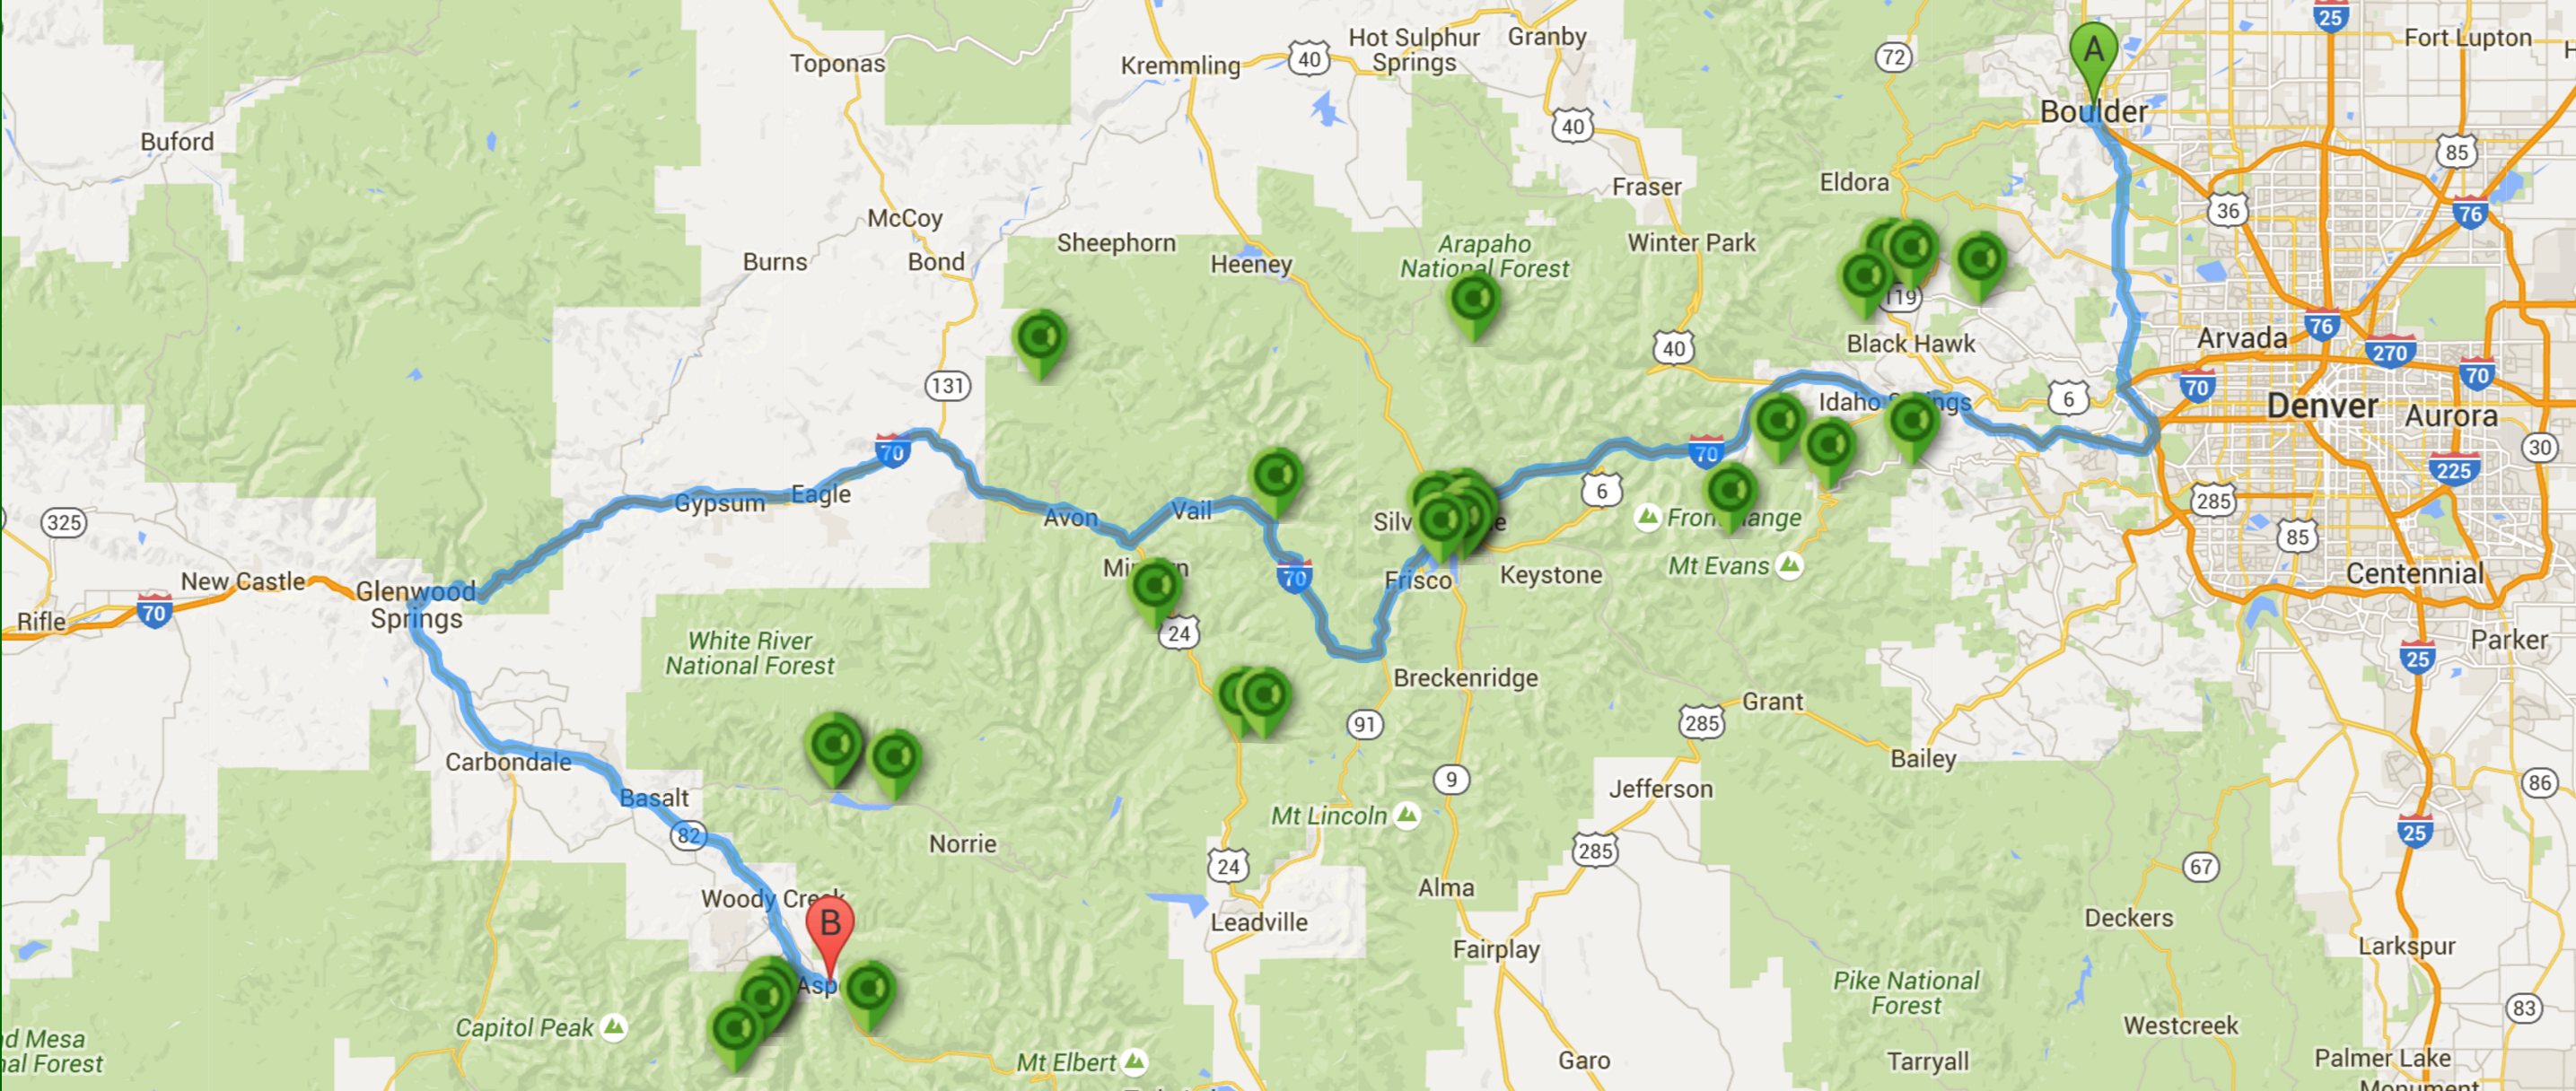 25
Fort Lupton
A
Hot Sulphur
Springs
Granby
72
Toponas
Kremmling
40
Boulder
40
85
Buford
Eldora
Fraser
36
76
McCoy
Burns
Bond
Sheephorn
Heeney
Arapaho
National Forest
Winter Park
119
76
Arvada
270
Black Hawk
40
70
70
131
6
Idaho Springs
Denver
Aurora
30
70
70
225
6
285
Gypsum
Eagle
Avon
Vail
325
Front Range
85
Mt Evans
70
Frisco
Keystone
Centennial
New Castle
Glenwood
Springs
70
Rifle
24
White River
National Forest
Parker
25
Breckenridge
Grant
285
91
Carbondale
Bailey
9
86
Basalt
Jefferson
Mt Lincoln
82
Norrie
285
25
24
67
Woody Creek
Alma
B
Leadville
Deckers
Fairplay
Larkspur
Pike National
Forest
Asp
83
Capitol Peak
Westcreek
nd Mesa
nal Forest
Mt Elbert
Garo
Tarryall
Palmer Lake
Monument